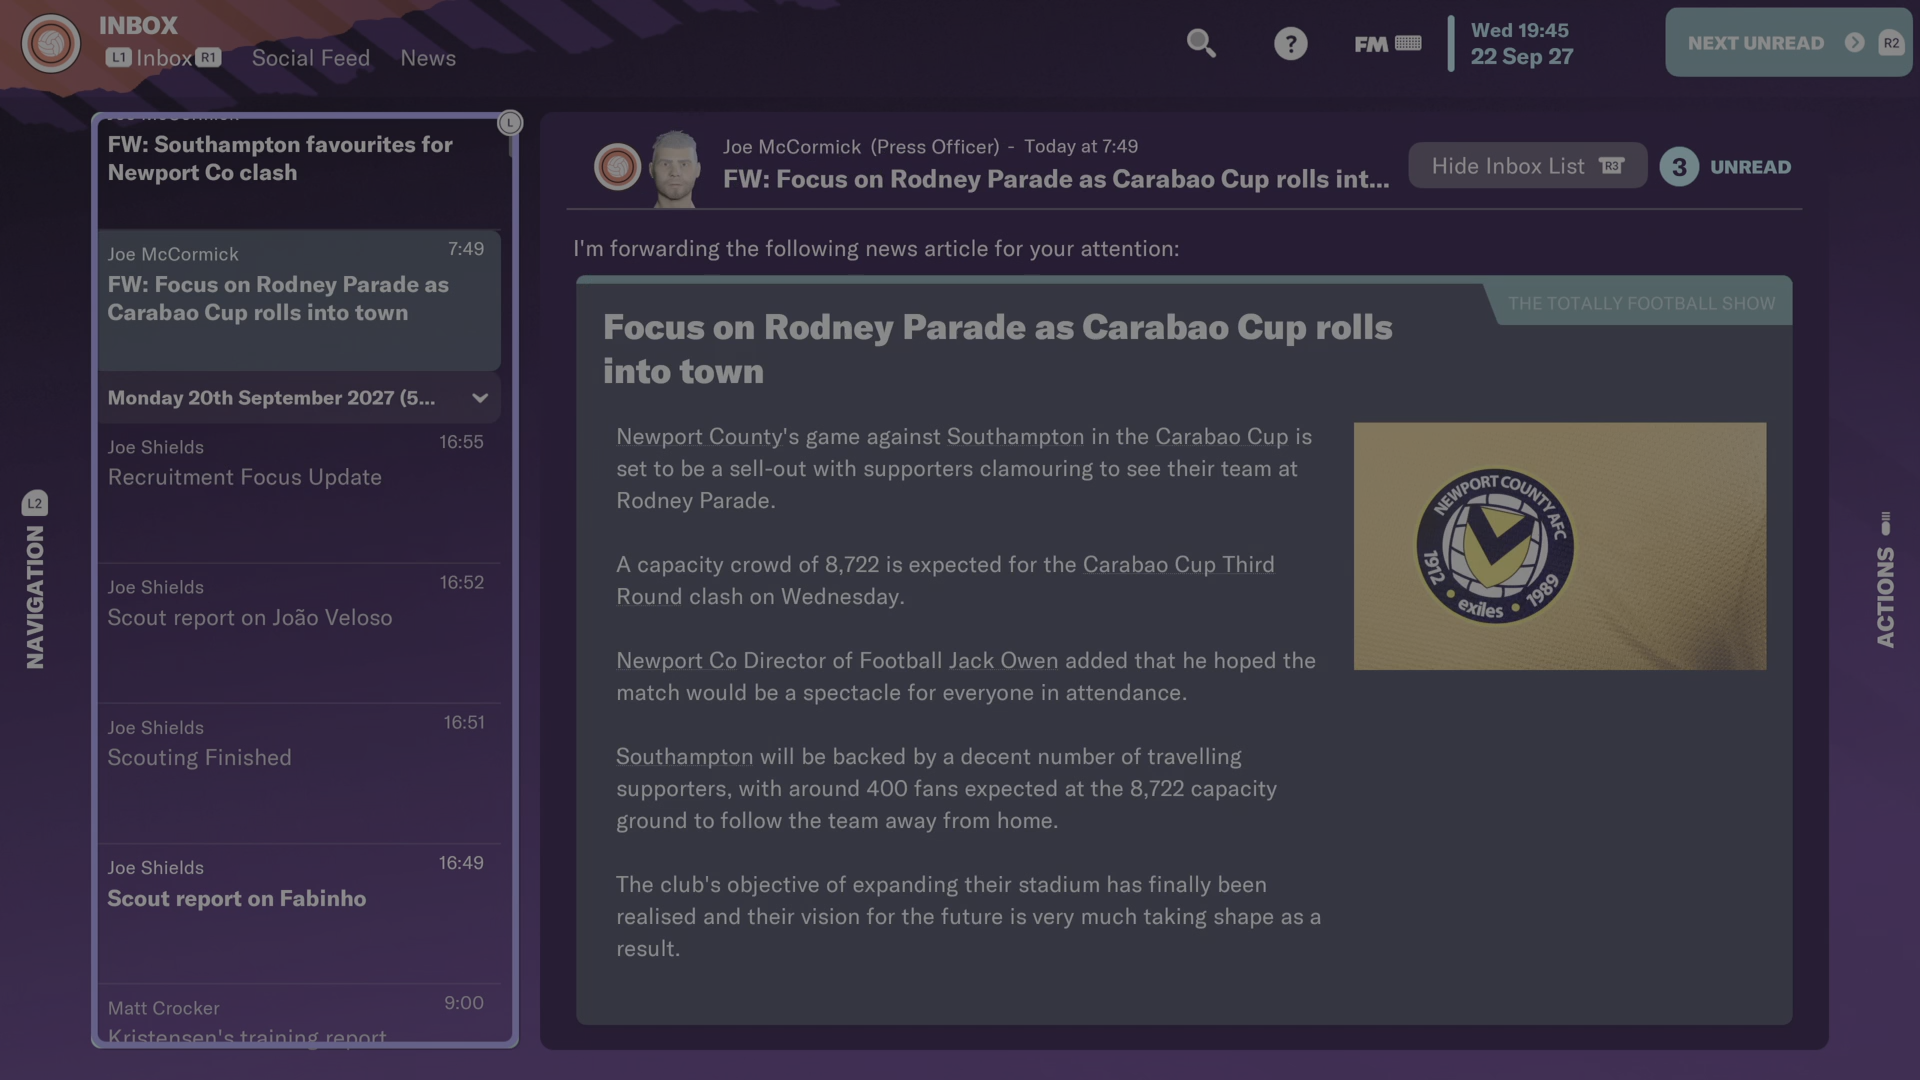 INBOX
L1 Inbox R1 Social Feed News
?
FM
Wed 19:45
22 Sep 27
NEXT UNREAD R2
L
FW: Southampton favourites for
Newport Co clash
Joe McCormick 7:49
FW: Focus on Rodney Parade as
Carabao Cup rolls into town
Monday 20th September 2027 (5...
Joe Shields 16:55
Recruitment Focus Update
Joe Shields 16:52
Scout report on João Veloso
Joe Shields 16:51
Scouting Finished
Joe Shields 16:49
Scout report on Fabinho
Matt Crocker 9:00
Kristensen's training report
L2
NAVIGATION
Joe McCormick (Press Officer) - Today at 7:49
FW: Focus on Rodney Parade as Carabao Cup rolls int...
Hide Inbox List R3
3 UNREAD
I'm forwarding the following news article for your attention:
THE TOTALLY FOOTBALL SHOW
Focus on Rodney Parade as Carabao Cup rolls
into town
Newport County's game against Southampton in the Carabao Cup is
set to be a sell-out with supporters clamouring to see their team at
Rodney Parade.
A capacity crowd of 8,722 is expected for the Carabao Cup Third
Round clash on Wednesday.
Newport Co Director of Football Jack Owen added that he hoped the
match would be a spectacle for everyone in attendance.
Southampton will be backed by a decent number of travelling
supporters, with around 400 fans expected at the 8,722 capacity
ground to follow the team away from home.
The club's objective of expanding their stadium has finally been
realised and their vision for the future is very much taking shape as a
result.
NEWPORT COUNTY AFC
1912 exiles 1989
ACTIONS